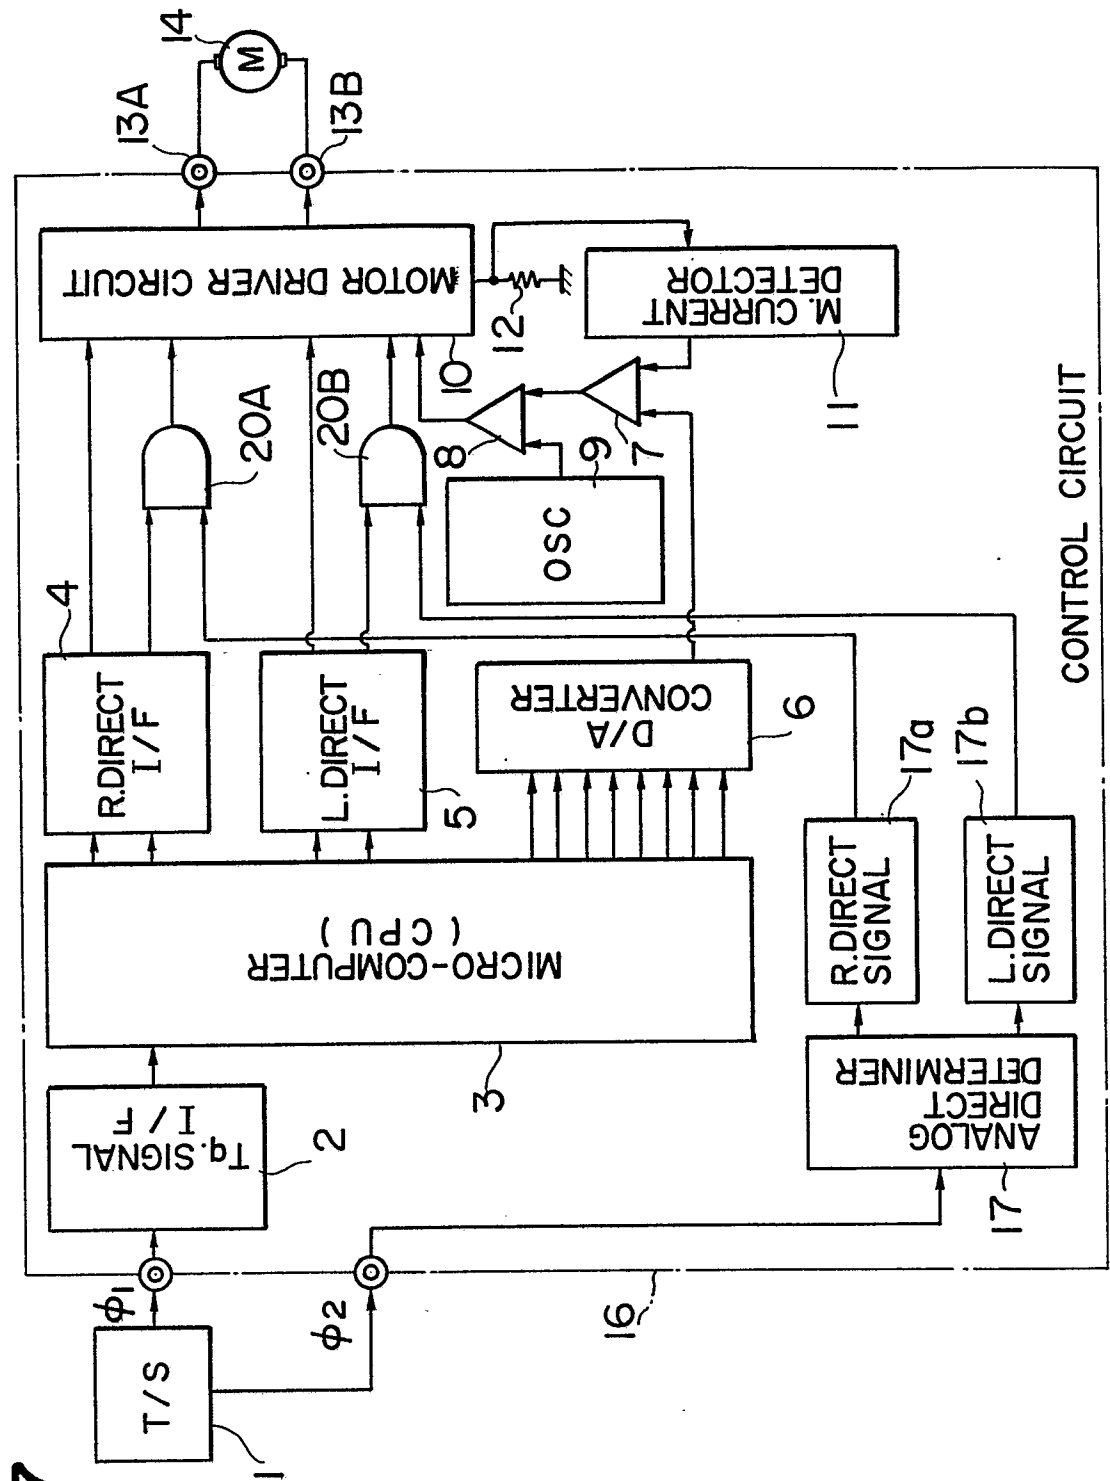 7
1
T/S
φ1
φ2
Tq.SIGNAL
I/F
2
MICRO-COMPUTER
(CPU)
3
R.DIRECT
I/F
4
L.DIRECT
I/F
5
D/A
CONVERTER
6
20A
20B
OSC
9
8
7
MOTOR DRIVER CIRCUIT
10
12
M.CURRENT
DETECTOR
11
13A
13B
14
M
ANALOG
DIRECT
DETERMINER
17
R.DIRECT
SIGNAL
17a
L.DIRECT
SIGNAL
17b
16
CONTROL CIRCUIT